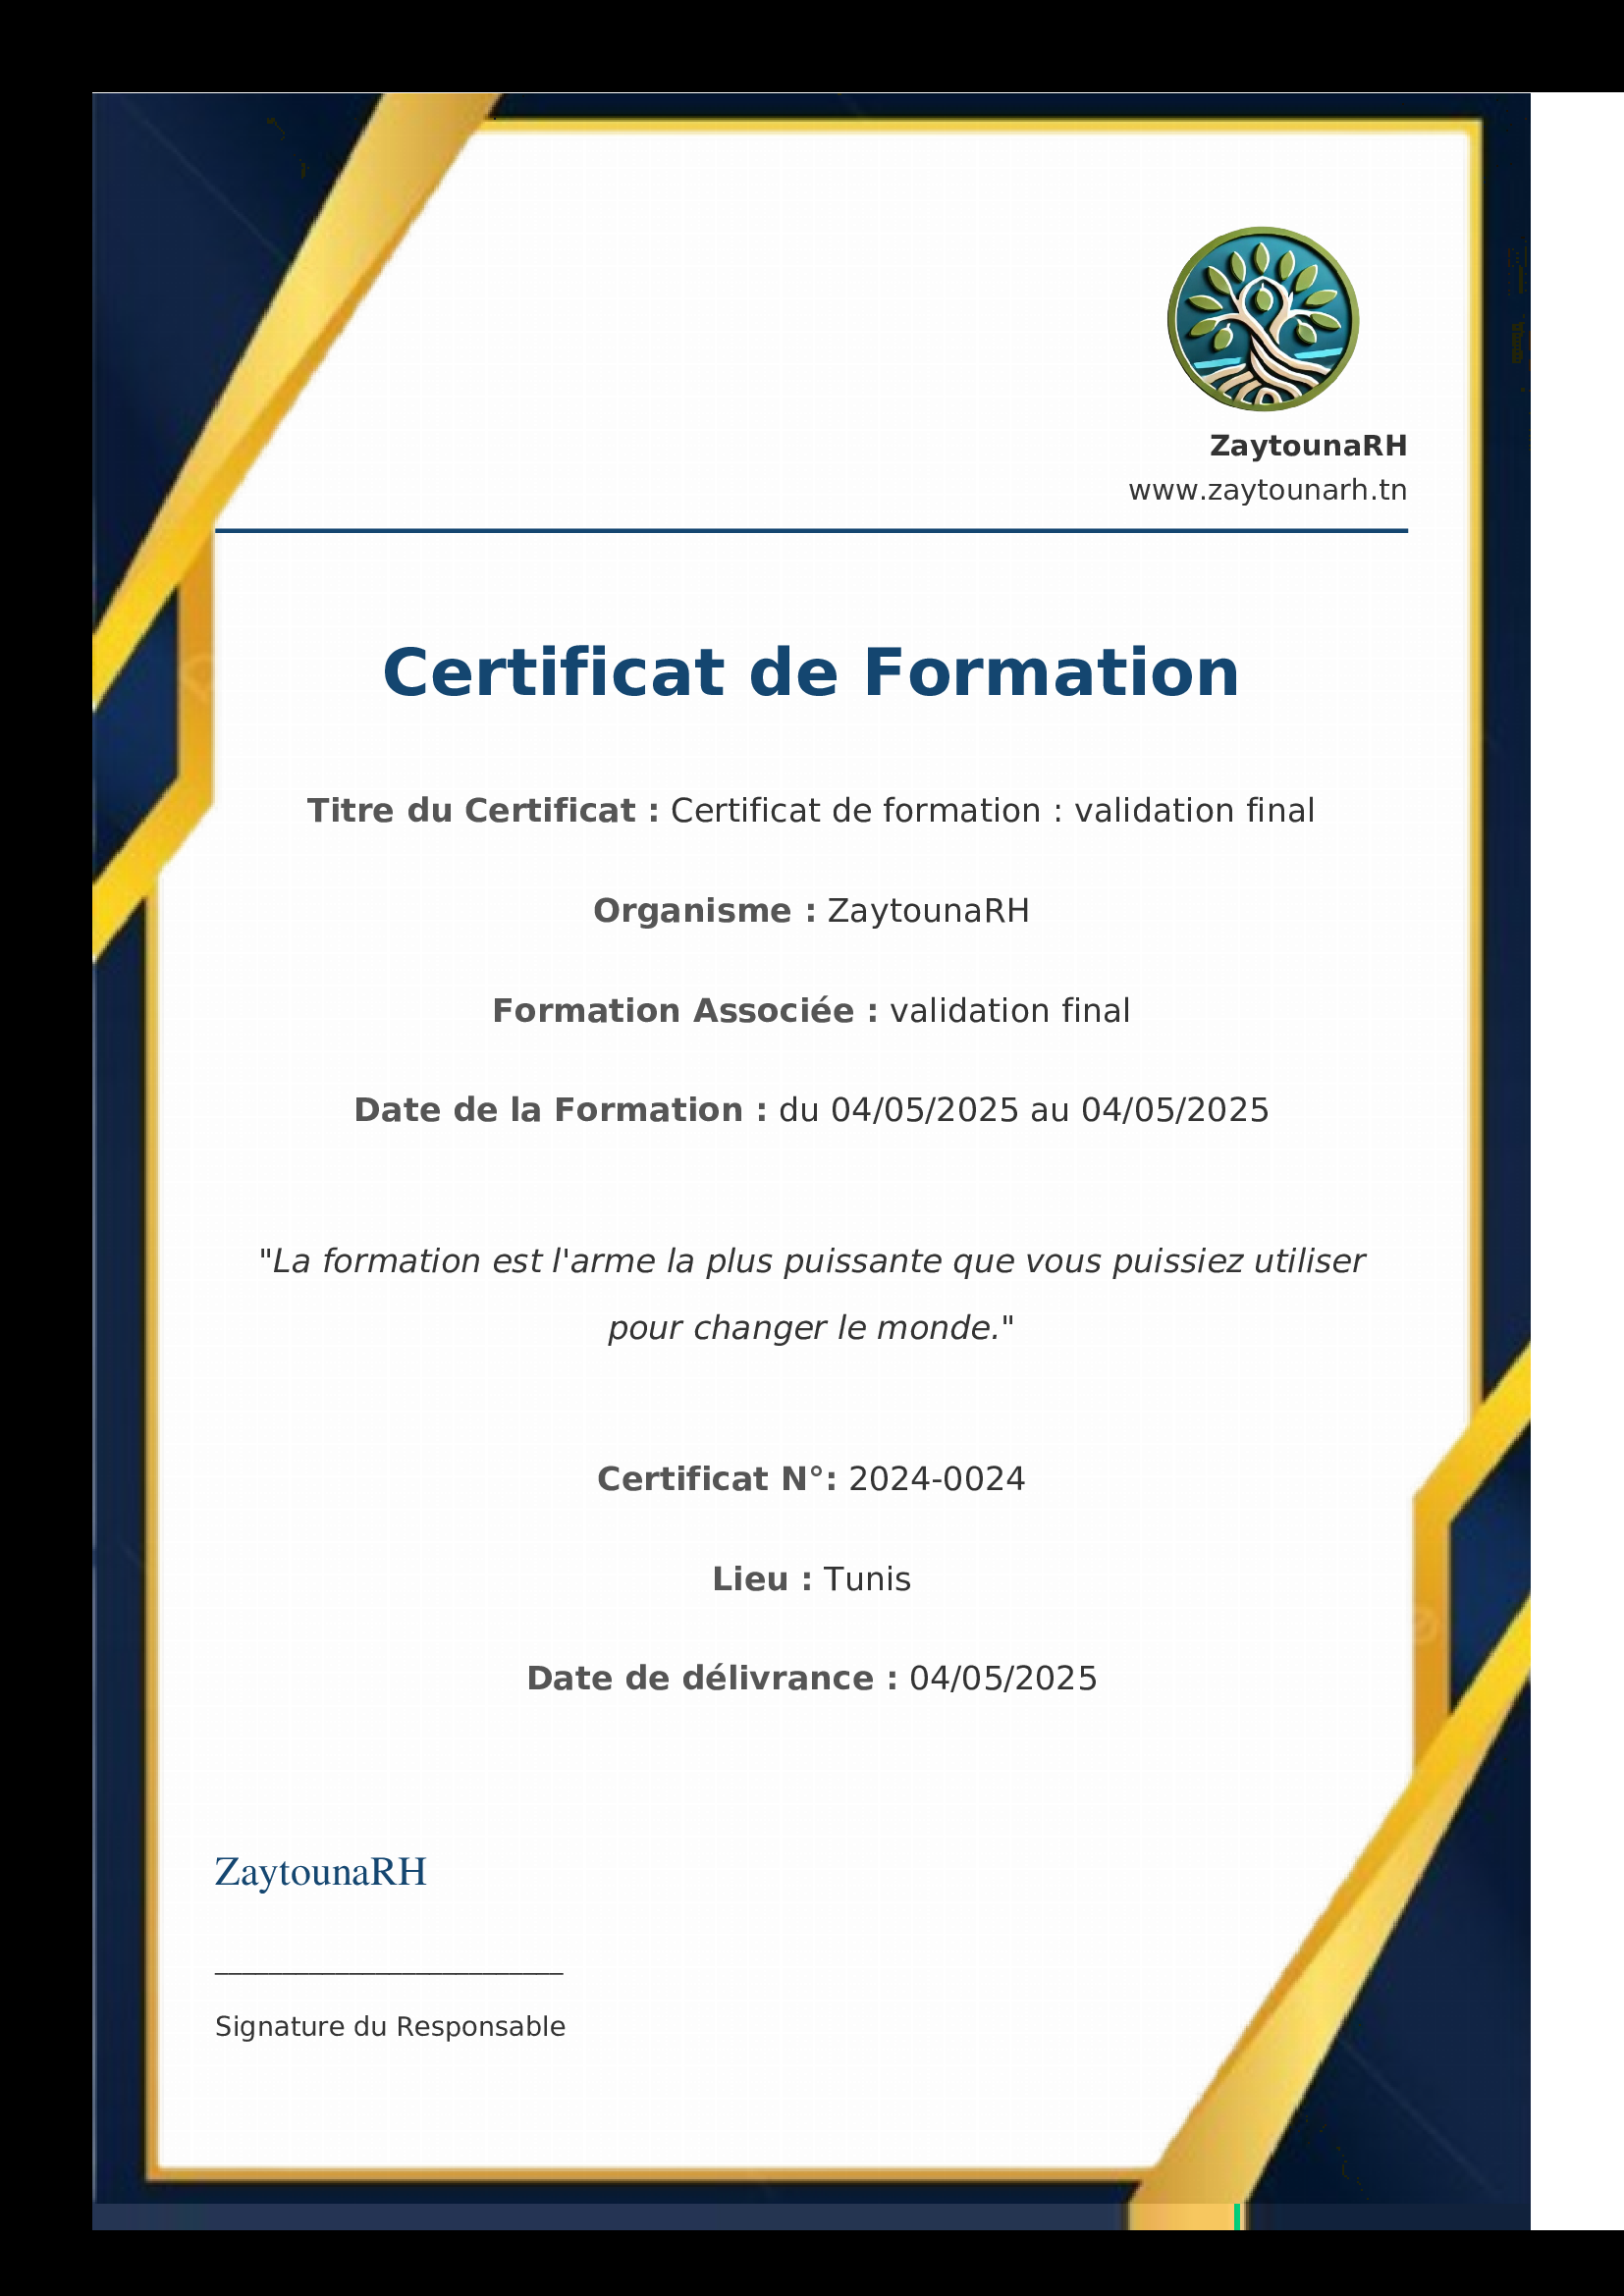 ZaytounaRH
www.zaytounarh.tn
Certificat de Formation
Titre du Certificat : Certificat de formation : validation final
Organisme : ZaytounaRH
Formation Associée : validation final
Date de la Formation : du 04/05/2025 au 04/05/2025
"La formation est l'arme la plus puissante que vous puissiez utiliser
pour changer le monde."
Certificat N°: 2024-0024
Lieu : Tunis
Date de délivrance : 04/05/2025
ZaytounaRH
__________________________
Signature du Responsable